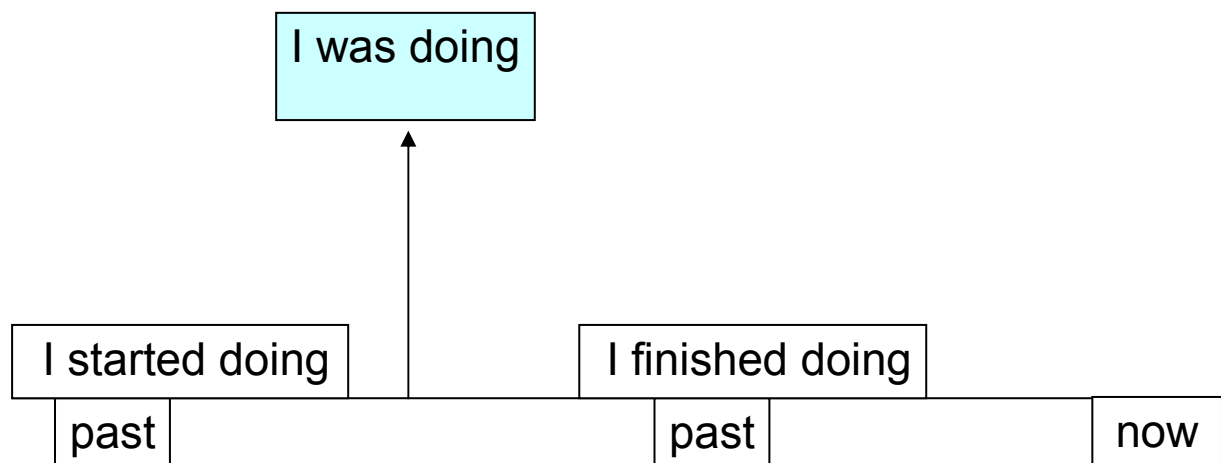 I was doing
I started doing
I finished doing
past
past
now